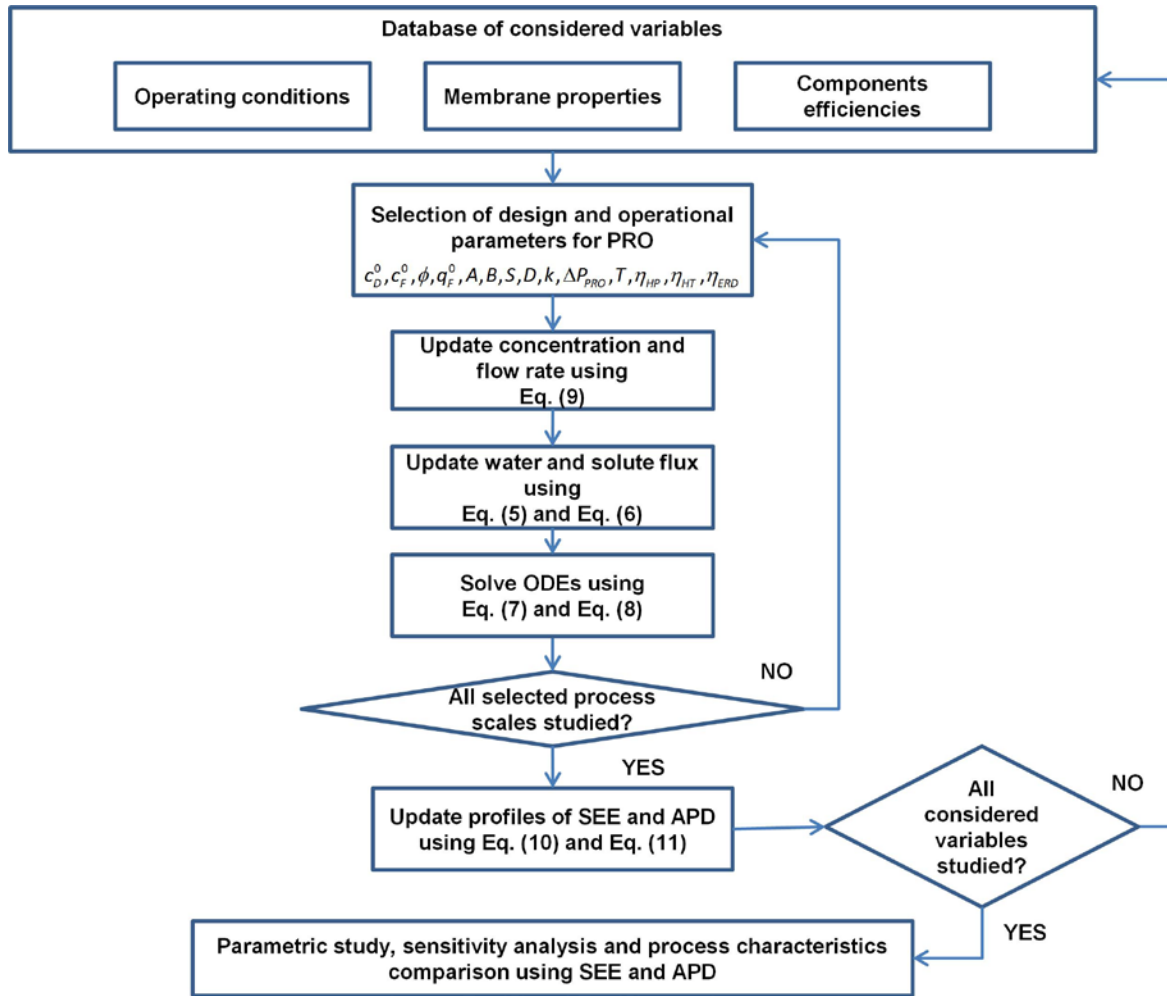 Database of considered variables
Operating conditions
Membrane properties
Components
efficiencies
Selection of design and operational
parameters for PRO
c_D^0, c_F^0, ϕ, q_F^0, A, B, S, D, k, ΔP_PRO, T, η_HP, η_HT, η_ERD
Update concentration and
flow rate using
Eq. (9)
Update water and solute flux
using
Eq. (5) and Eq. (6)
Solve ODEs using
Eq. (7) and Eq. (8)
All selected process
scales studied?
NO
YES
Update profiles of SEE and APD
using Eq. (10) and Eq. (11)
All
considered
variables
studied?
NO
YES
Parametric study, sensitivity analysis and process characteristics
comparison using SEE and APD